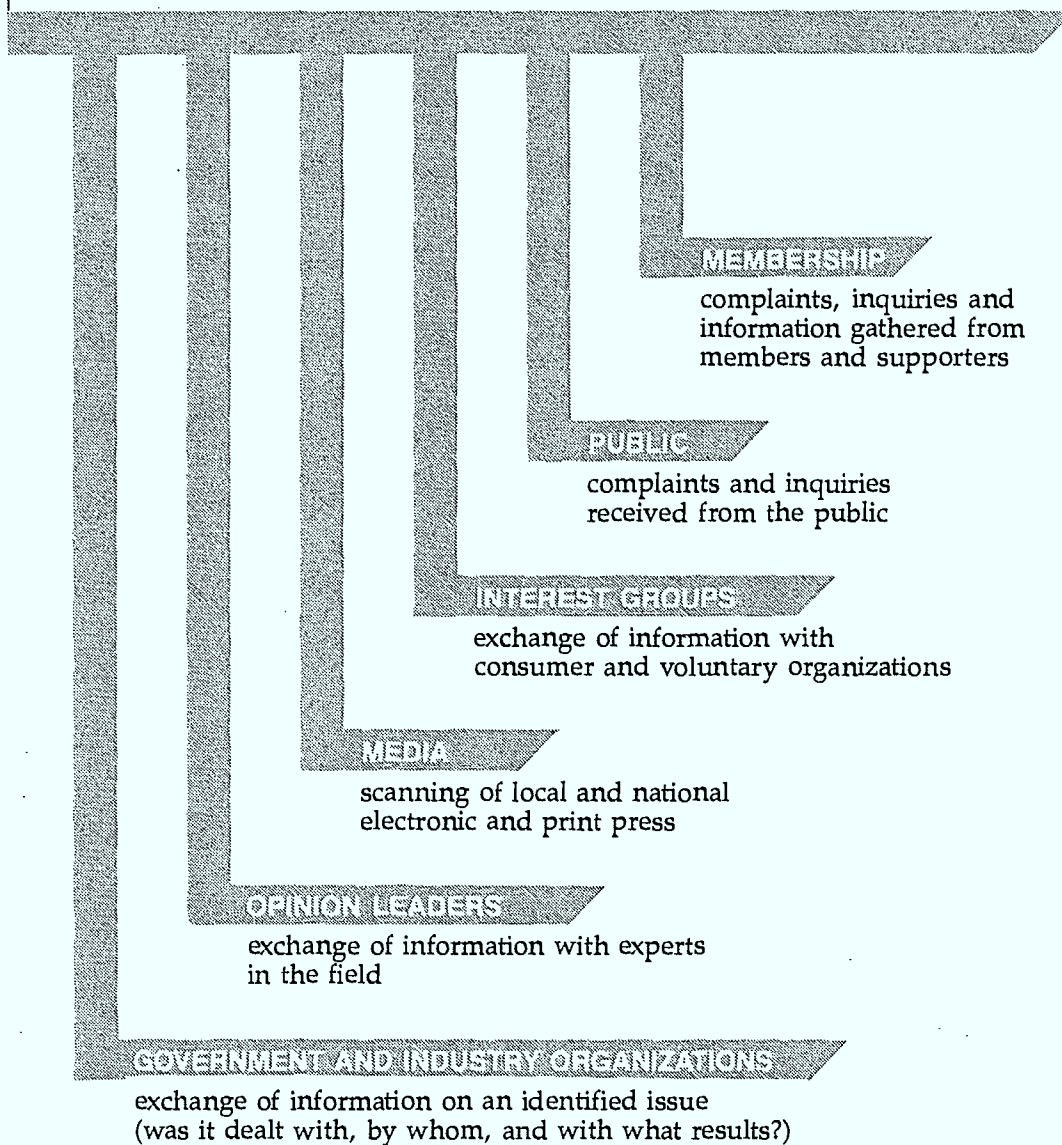 MEMBERSHIP
complaints, inquiries and
information gathered from
members and supporters
PUBLIC
complaints and inquiries
received from the public
INTEREST GROUPS
exchange of information with
consumer and voluntary organizations
MEDIA
scanning of local and national
electronic and print press
OPINION LEADERS
exchange of information with experts
in the field
GOVERNMENT AND INDUSTRY ORGANIZATIONS
exchange of information on an identified issue
(was it dealt with, by whom, and with what results?)